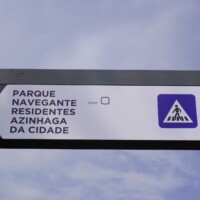 PARQUE
NAVEGANTE
RESIDENTES
AZINHAGA
DA CIDADE